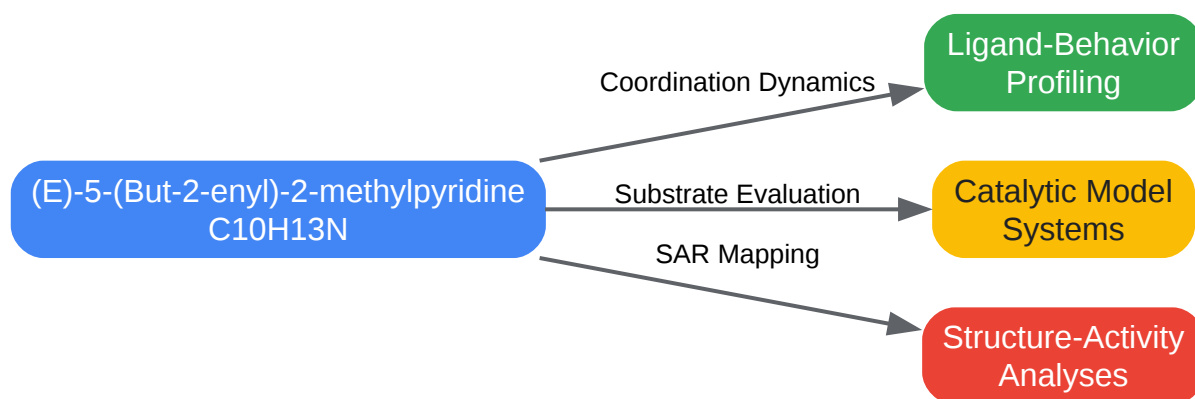 Ligand-Behavior
Profiling
Coordination Dynamics
(E)-5-(But-2-enyl)-2-methylpyridine
C10H13N
Substrate Evaluation
Catalytic Model
Systems
SAR Mapping
Structure-Activity
Analyses